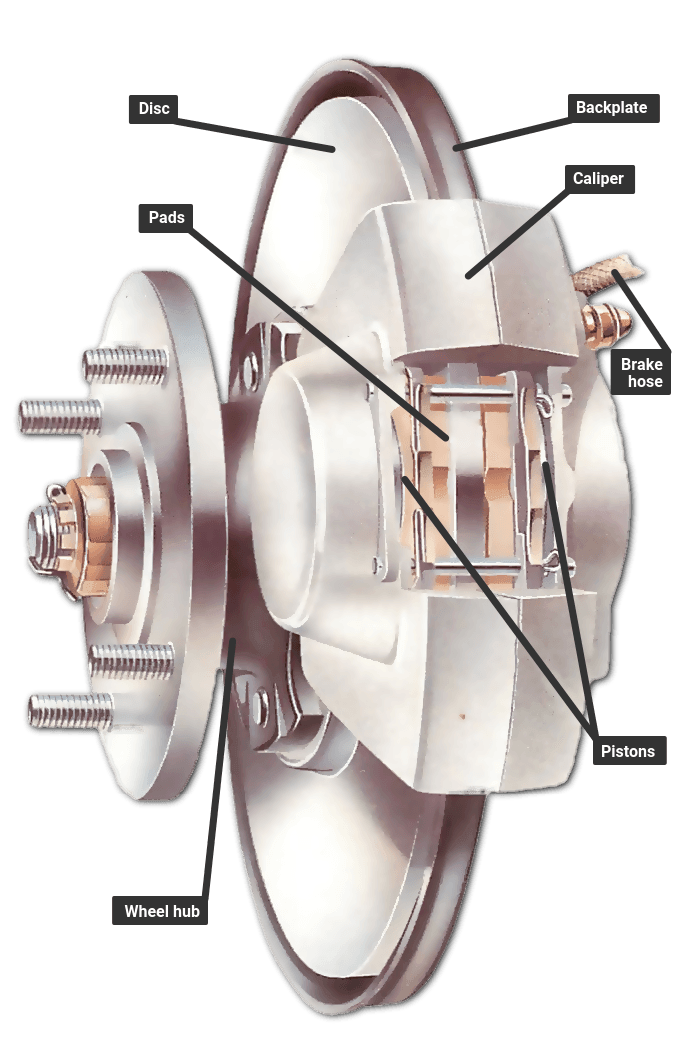 Disc
Backplate
Caliper
Pads
Brake
hose
Pistons
Wheel hub